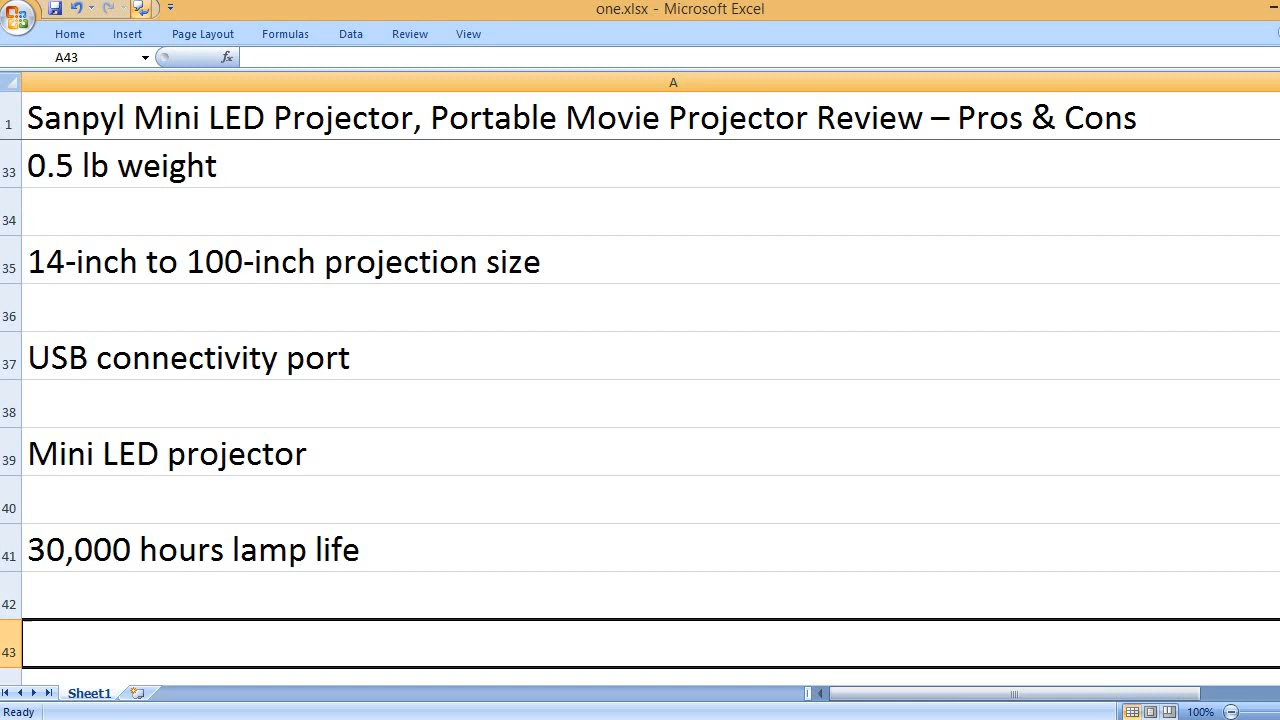 one.xlsx - Microsoft Excel
Home Insert Page Layout Formulas Data Review View
A43 fx
A
1 Sanpyl Mini LED Projector, Portable Movie Projector Review – Pros & Cons
33 0.5 lb weight
34
35 14-inch to 100-inch projection size
36
37 USB connectivity port
38
39 Mini LED projector
40
41 30,000 hours lamp life
42
43
Sheet1
Ready 100%